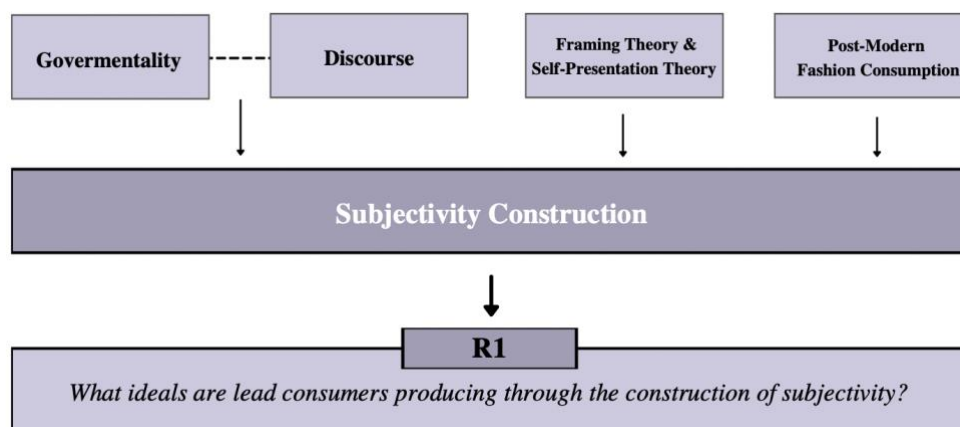 Govermentality
Discourse
Framing Theory &
Self-Presentation Theory
Post-Modern
Fashion Consumption
Subjectivity Construction
R1
What ideals are lead consumers producing through the construction of subjectivity?